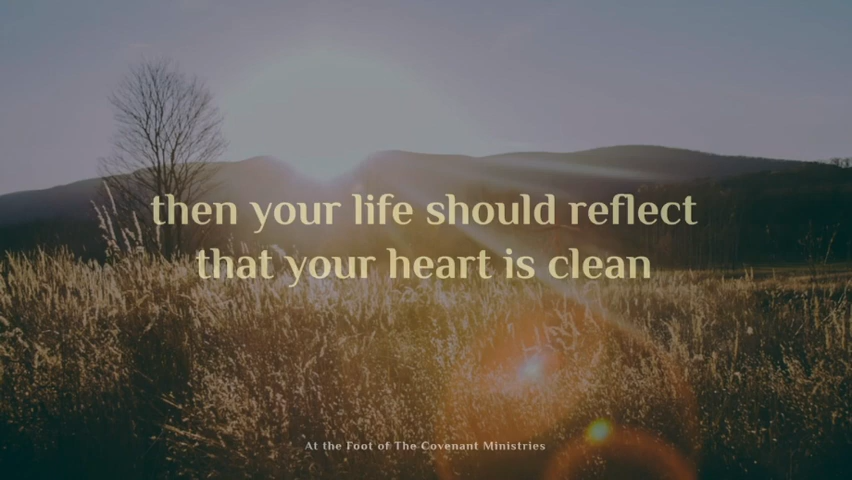 then your life should reflect
that your heart is clean
At the Foot of The Covenant Ministries